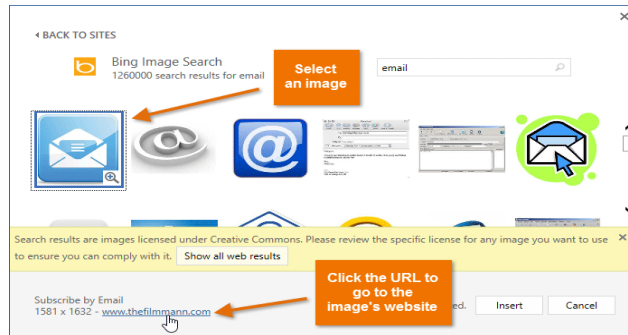 BACK TO SITES
Bing Image Search
1260000 search results for email
Select
an image
email
Search results are images licensed under Creative Commons. Please review the specific license for any image you want to use
to ensure you can comply with it. Show all web results
Click the URL to
go to the
image's website
Subscribe by Email
1581 x 1632 - www.thefilmmann.com
ed. Insert Cancel